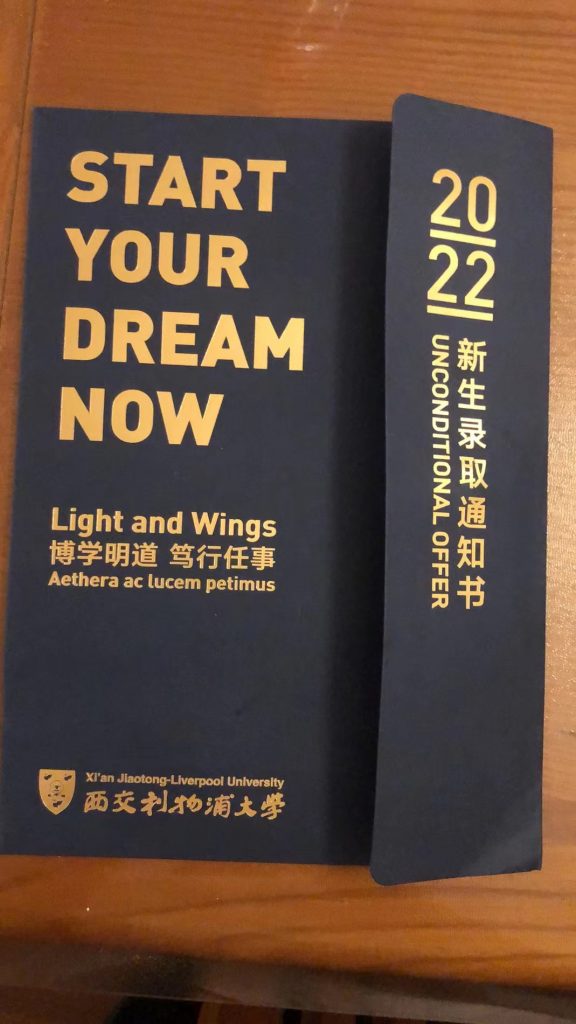 START
YOUR
DREAM
NOW
Light and Wings
博学明道 笃行任事
Aethera ac lucem petimus
Xi'an Jiaotong-Liverpool University
西交利物浦大學
20
22
新生录取通知书
UNCONDITIONAL OFFER